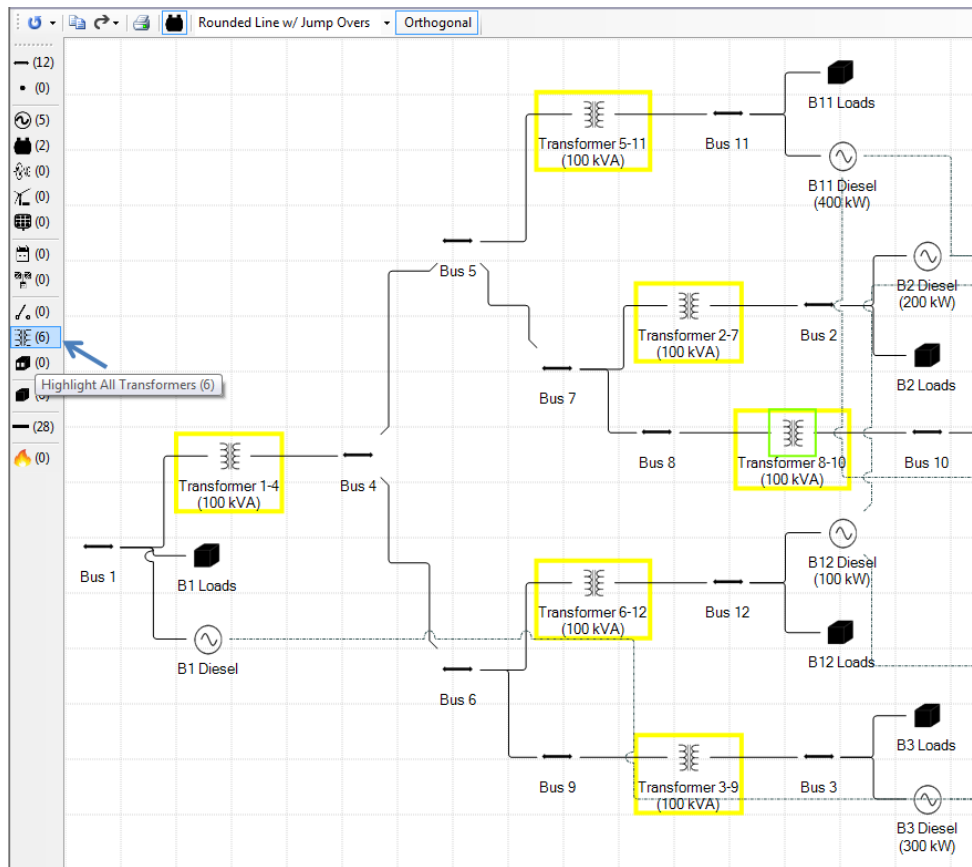 Rounded Line w/ Jump Overs
Orthogonal
(12)
(0)
(5)
(2)
(0)
(0)
(0)
(0)
(0)
(0)
(6)
(0)
Highlight All Transformers (6)
(28)
(0)
B11 Loads
Transformer 5-11
(100 kVA)
Bus 11
B11 Diesel
(400 kW)
Bus 5
B2 Diesel
(200 kW)
Transformer 2-7
(100 kVA)
Bus 2
B2 Loads
Bus 7
Bus 8
Transformer 8-10
(100 kVA)
Bus 10
Transformer 1-4
(100 kVA)
Bus 4
Bus 1
B1 Loads
B12 Diesel
(100 kW)
Transformer 6-12
(100 kVA)
Bus 12
B1 Diesel
B12 Loads
Bus 6
B3 Loads
Bus 9
Transformer 3-9
(100 kVA)
Bus 3
B3 Diesel
(300 kW)